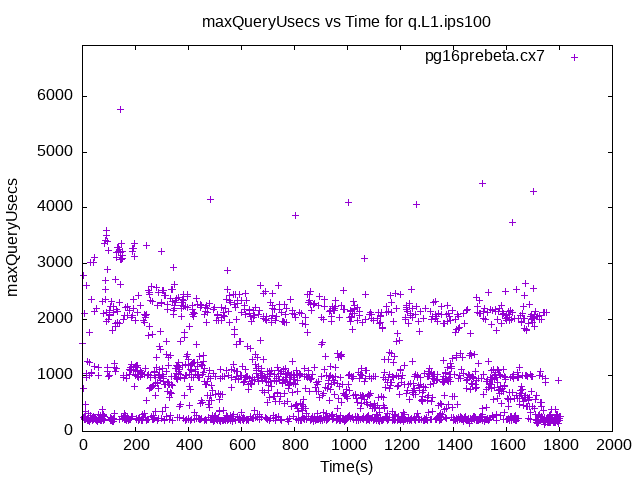 maxQueryUsecs vs Time for q.L1.ips100
pg16prebeta.cx7
maxQueryUsecs
6000
5000
4000
3000
2000
1000
0
0 200 400 600 800 1000 1200 1400 1600 1800 2000
Time(s)